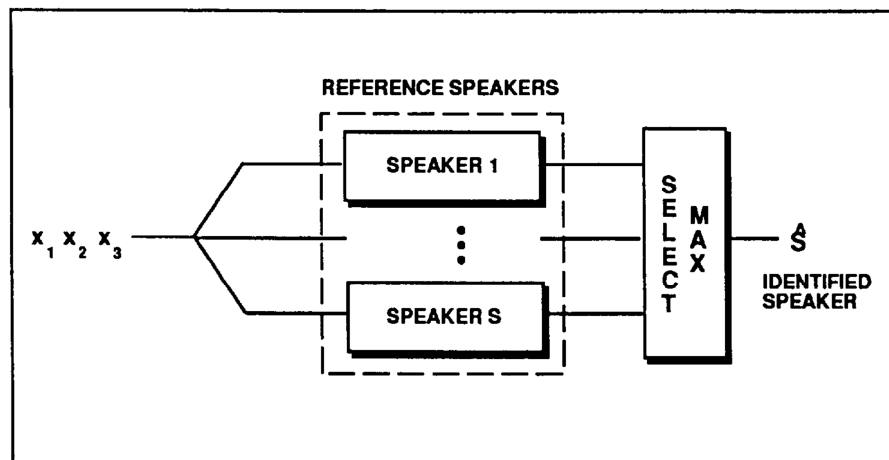 REFERENCE SPEAKERS
SPEAKER 1
X₁ X₂ X₃
SELECT
MAX
Ŝ
IDENTIFIED
SPEAKER
SPEAKER S